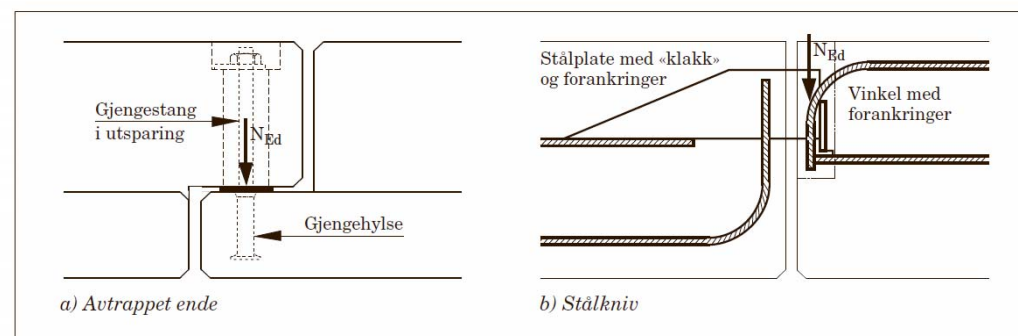 Gjengestang
i utsparing
N_Ed
Gjengehylse
a) Avtrappet ende
Stålplate med «klakk»
og forankringer
N_Ed
Vinkel med
forankringer
b) Stålkniv